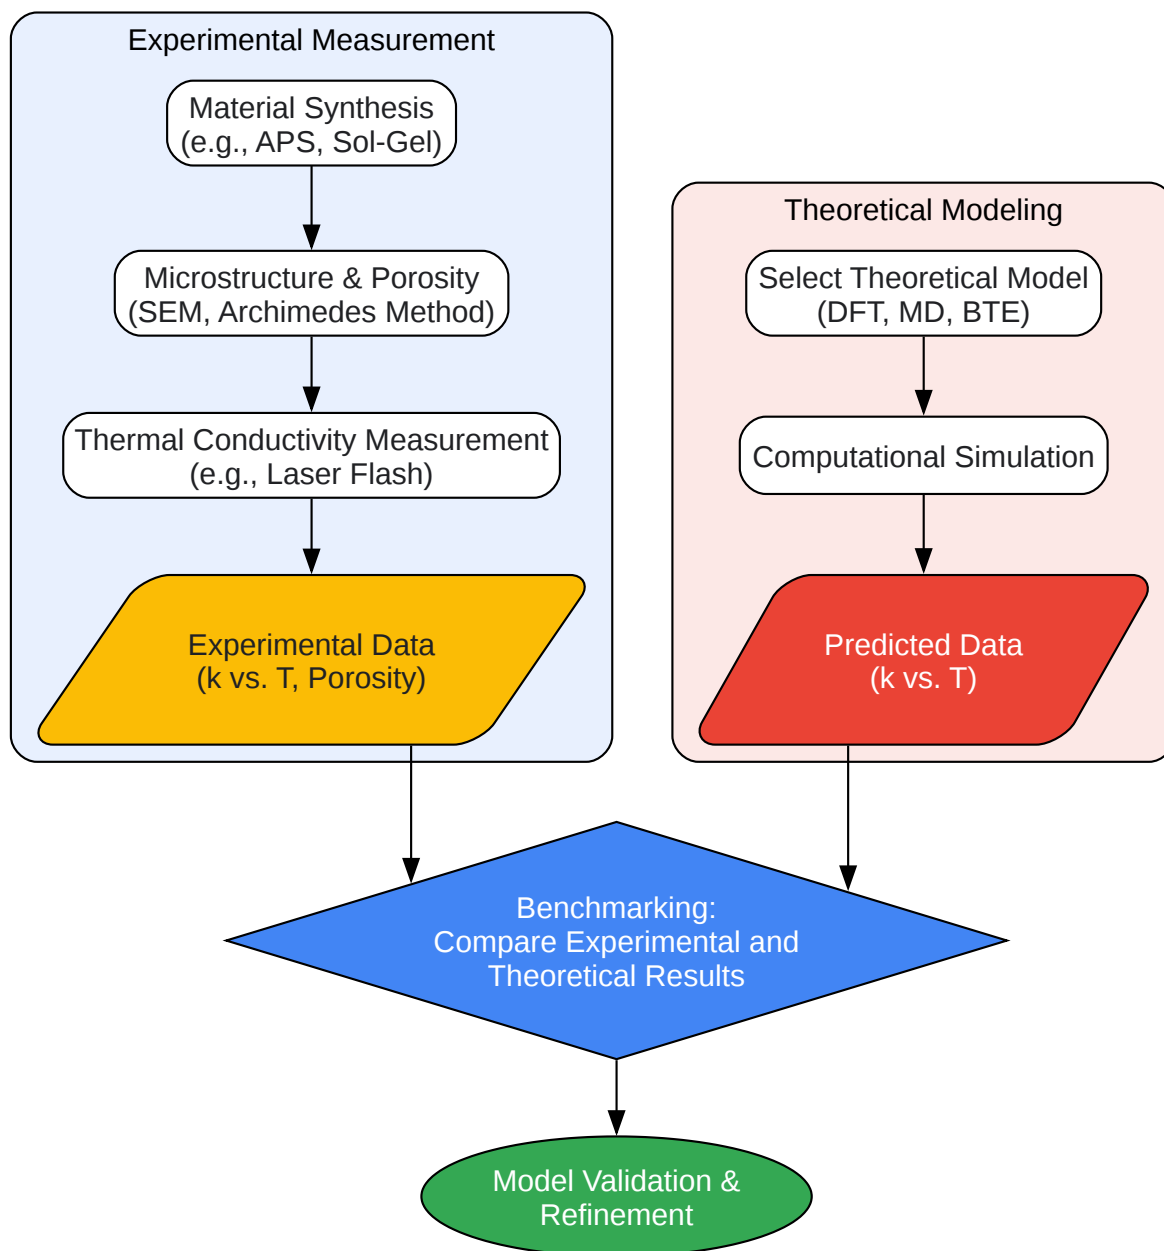 Experimental Measurement
Material Synthesis
(e.g., APS, Sol-Gel)
Microstructure & Porosity
(SEM, Archimedes Method)
Thermal Conductivity Measurement
(e.g., Laser Flash)
Experimental Data
(k vs. T, Porosity)
Theoretical Modeling
Select Theoretical Model
(DFT, MD, BTE)
Computational Simulation
Predicted Data
(k vs. T)
Benchmarking:
Compare Experimental and
Theoretical Results
Model Validation &
Refinement